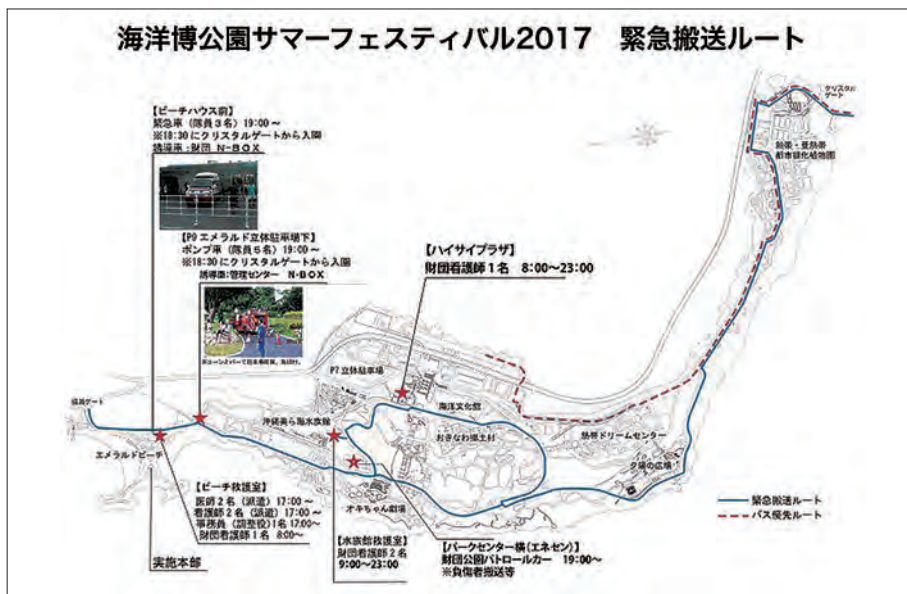 海洋博公園サマーフェスティバル2017　緊急搬送ルート
【ビーチハウス前】
緊急車（隊員３名）19:00～
※18:30にクリスタルゲートから入園
誘導車：財団 N-BOX
【P9エメラルド立体駐車場下】
ポンプ車（隊員５名）19:00～
※18:30にクリスタルゲートから入園
誘導車:管理センター N-BOX
【ハイサイプラザ】
財団看護師１名 8:00～23:00
クリスタル
ゲート
熱帯・亜熱帯
都市緑化植物園
P7 立体駐車場
海洋文化館
沖縄美ら海水族館
おきなわ郷土村
熱帯ドリームセンター
夕陽の広場
エメラルドビーチ
オキちゃん劇場
【ビーチ救護室】
医師２名（派遣）17:00～
看護師２名（派遣）17:00～
事務員（調整役）1名 17:00～
財団看護師１名 8:00～
実施本部
【水族館救護室】
財団看護師２名
9:00～23:00
【パークセンター横（エネセン）】
財団公園パトロールカー　19:00～
※負傷者搬送等
緊急搬送ルート
バス優先ルート